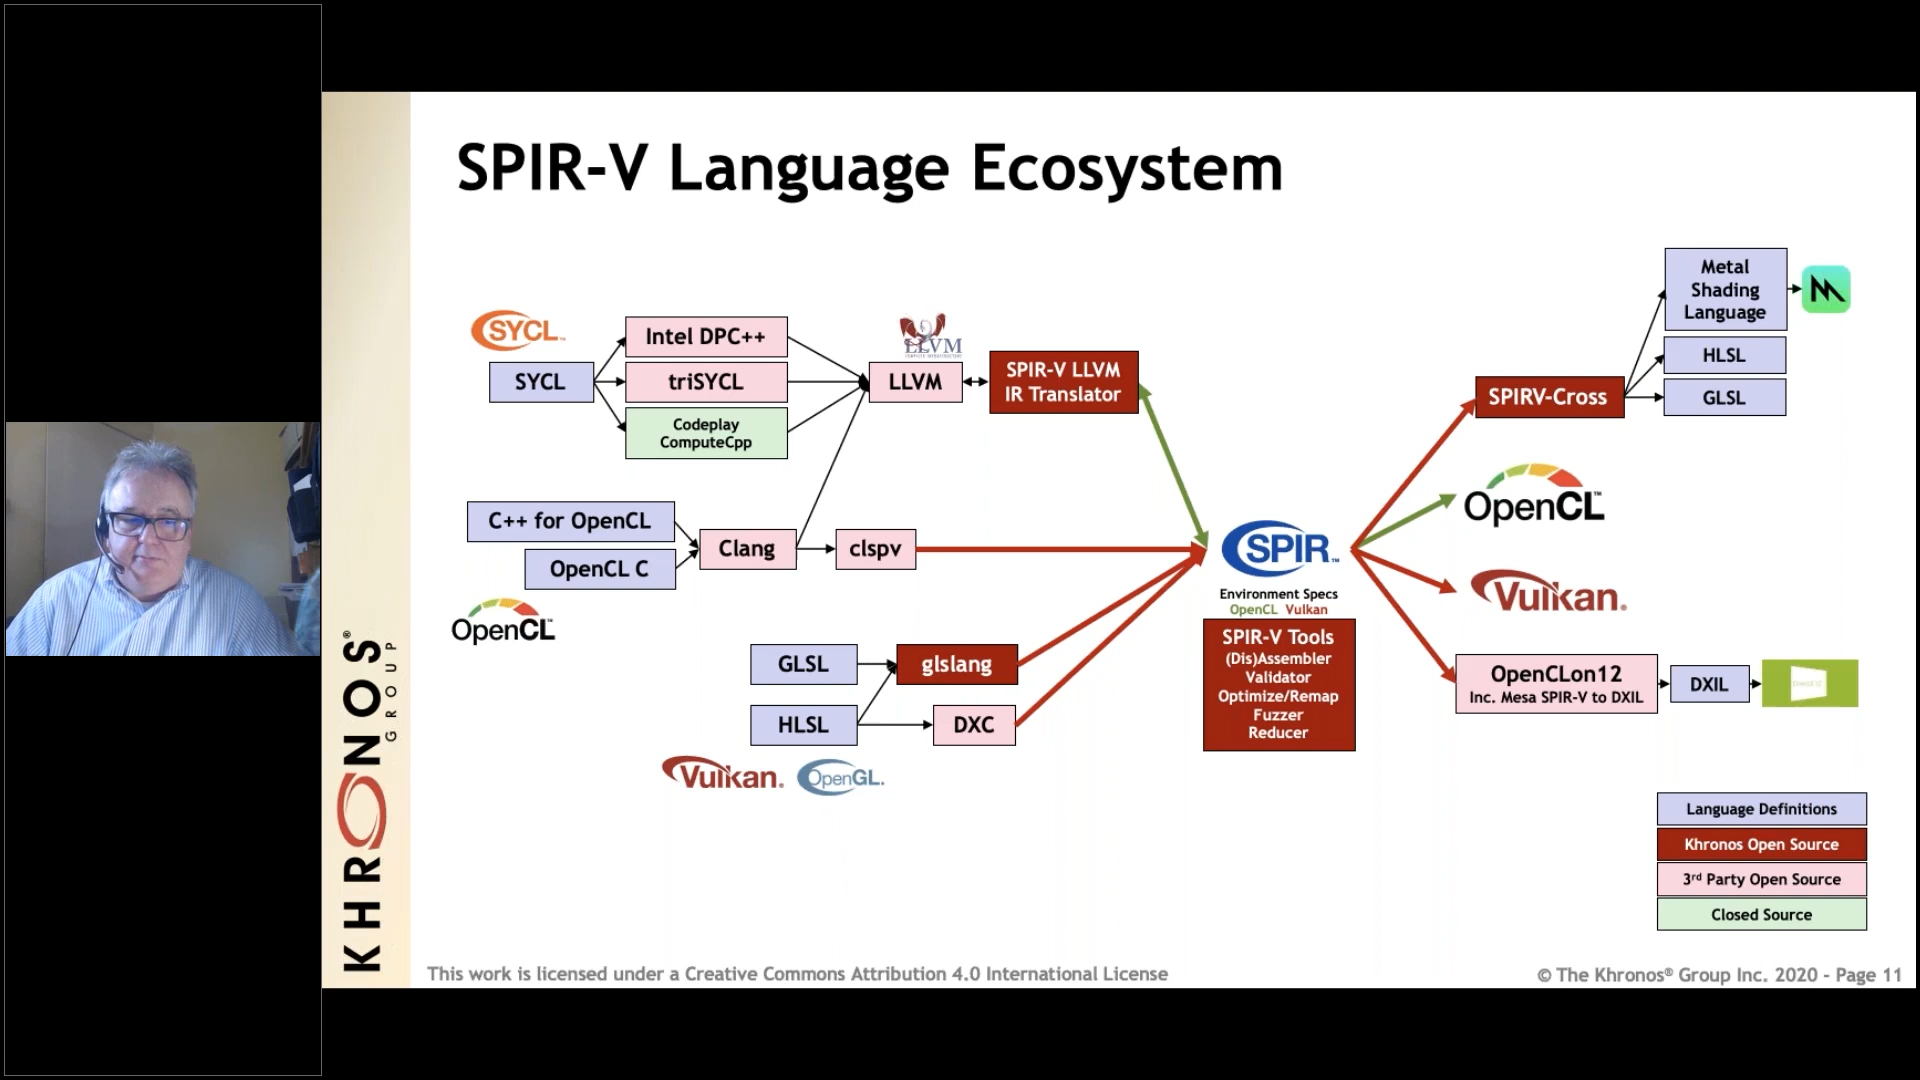 SPIR-V Language Ecosystem
SYCL™
SYCL
Intel DPC++
triSYCL
Codeplay
ComputeCpp
LLVM
LLVM
SPIR-V LLVM
IR Translator
C++ for OpenCL
OpenCL C
OpenCL
Clang
clspv
GLSL
HLSL
glslang
DXC
Vulkan.
OpenGL.
SPIR™
Environment Specs
OpenCL Vulkan
SPIR-V Tools
(Dis)Assembler
Validator
Optimize/Remap
Fuzzer
Reducer
SPIRV-Cross
Metal
Shading
Language
HLSL
GLSL
OpenCL™
Vulkan.
OpenCLon12
Inc. Mesa SPIR-V to DXIL
DXIL
Language Definitions
Khronos Open Source
3rd Party Open Source
Closed Source
KHRONOS®
GROUP
This work is licensed under a Creative Commons Attribution 4.0 International License
© The Khronos® Group Inc. 2020 - Page 11